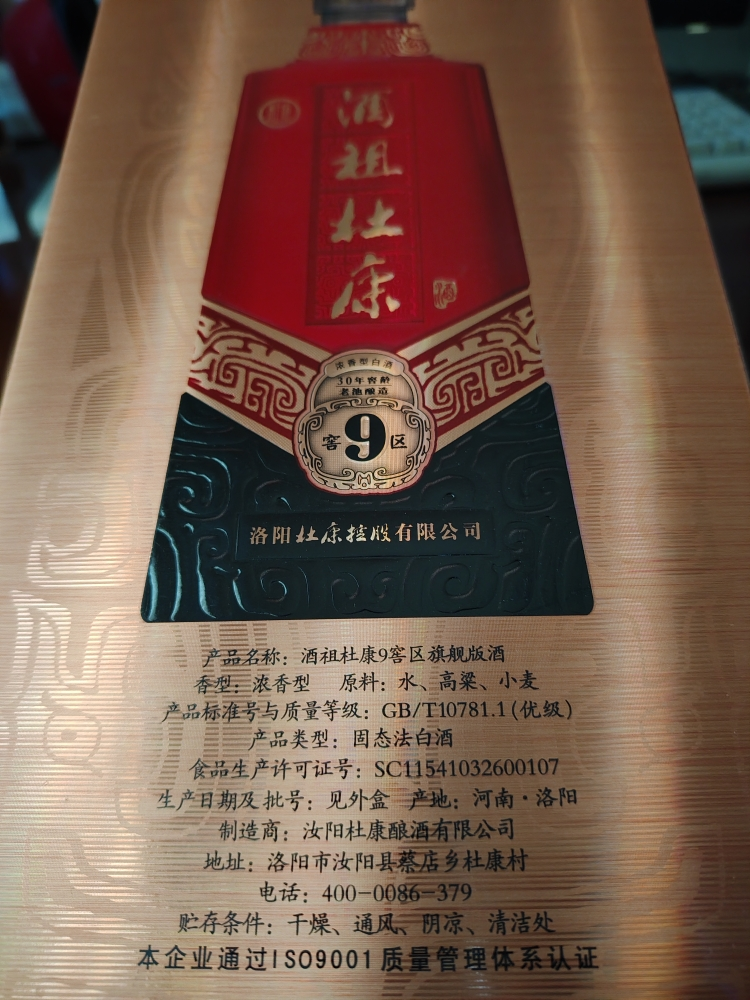 酒祖杜康
浓香型白酒
30年窖龄
老池酿造
窖9区
洛阳杜康控股有限公司
产品名称：酒祖杜康9窖区旗舰版酒
香型：浓香型 原料：水、高粱、小麦
产品标准号与质量等级：GB/T10781.1(优级)
产品类型：固态法白酒
食品生产许可证号：SC11541032600107
生产日期及批号：见外盒 产地：河南·洛阳
制造商：汝阳杜康酿酒有限公司
地址：洛阳市汝阳县蔡店乡杜康村
电话：400-0086-379
贮存条件：干燥、通风、阴凉、清洁处
本企业通过ISO9001质量管理体系认证